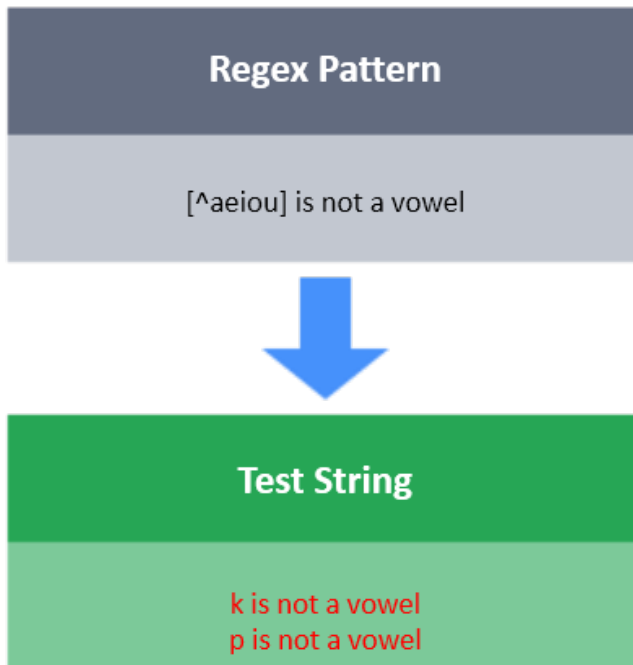 Regex Pattern
[^aeiou] is not a vowel
Test String
k is not a vowel
p is not a vowel